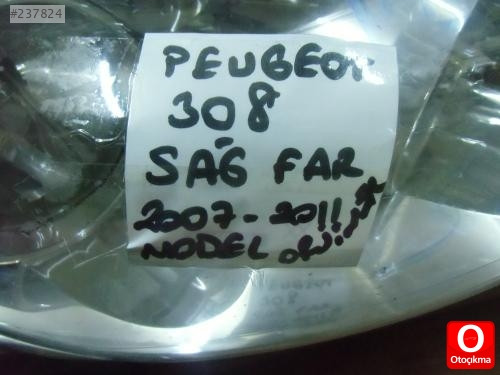 #237824
PEUGEOT
308
SAĞ FAR
2007-2011
MODEL
Otoçıkma